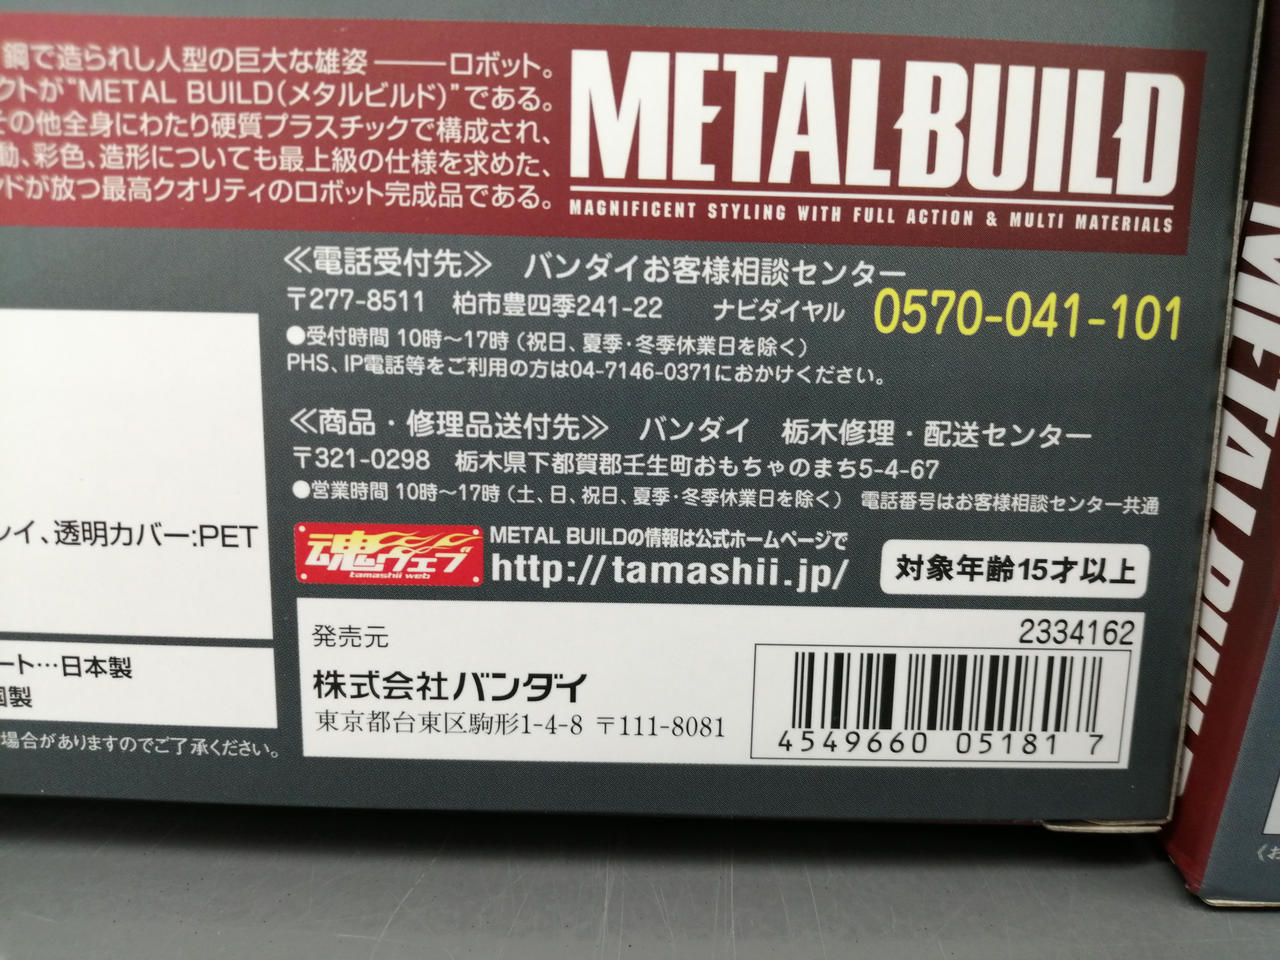 鋼で造られし人型の巨大な雄姿――ロボット。
クトが"METAL BUILD(メタルビルド)"である。
その他全身にわたり硬質プラスチックで構成され、
動、彩色、造形についても最上級の仕様を求めた、
ンドが放つ最高クオリティのロボット完成品である。
METAL BUILD
MAGNIFICENT STYLING WITH FULL ACTION & MULTI MATERIALS
≪電話受付先≫ バンダイお客様相談センター
〒277-8511 柏市豊四季241-22 ナビダイヤル 0570-041-101
●受付時間 10時〜17時(祝日、夏季・冬季休業日を除く)
PHS、IP電話等をご利用の方は04-7146-0371におかけください。
≪商品・修理品送付先≫ バンダイ 栃木修理・配送センター
〒321-0298 栃木県下都賀郡壬生町おもちゃのまち5-4-67
●営業時間 10時〜17時(土、日、祝日、夏季・冬季休業日を除く) 電話番号はお客様相談センター共通
レイ、透明カバー:PET
魂ウェブ
tamashii web
METAL BUILDの情報は公式ホームページで
http://tamashii.jp/
対象年齢15才以上
ート…日本製
国製
場合がありますのでご了承ください。
発売元
株式会社バンダイ
東京都台東区駒形1-4-8 〒111-8081
2334162
4549660 05181 7
METAL BUILD